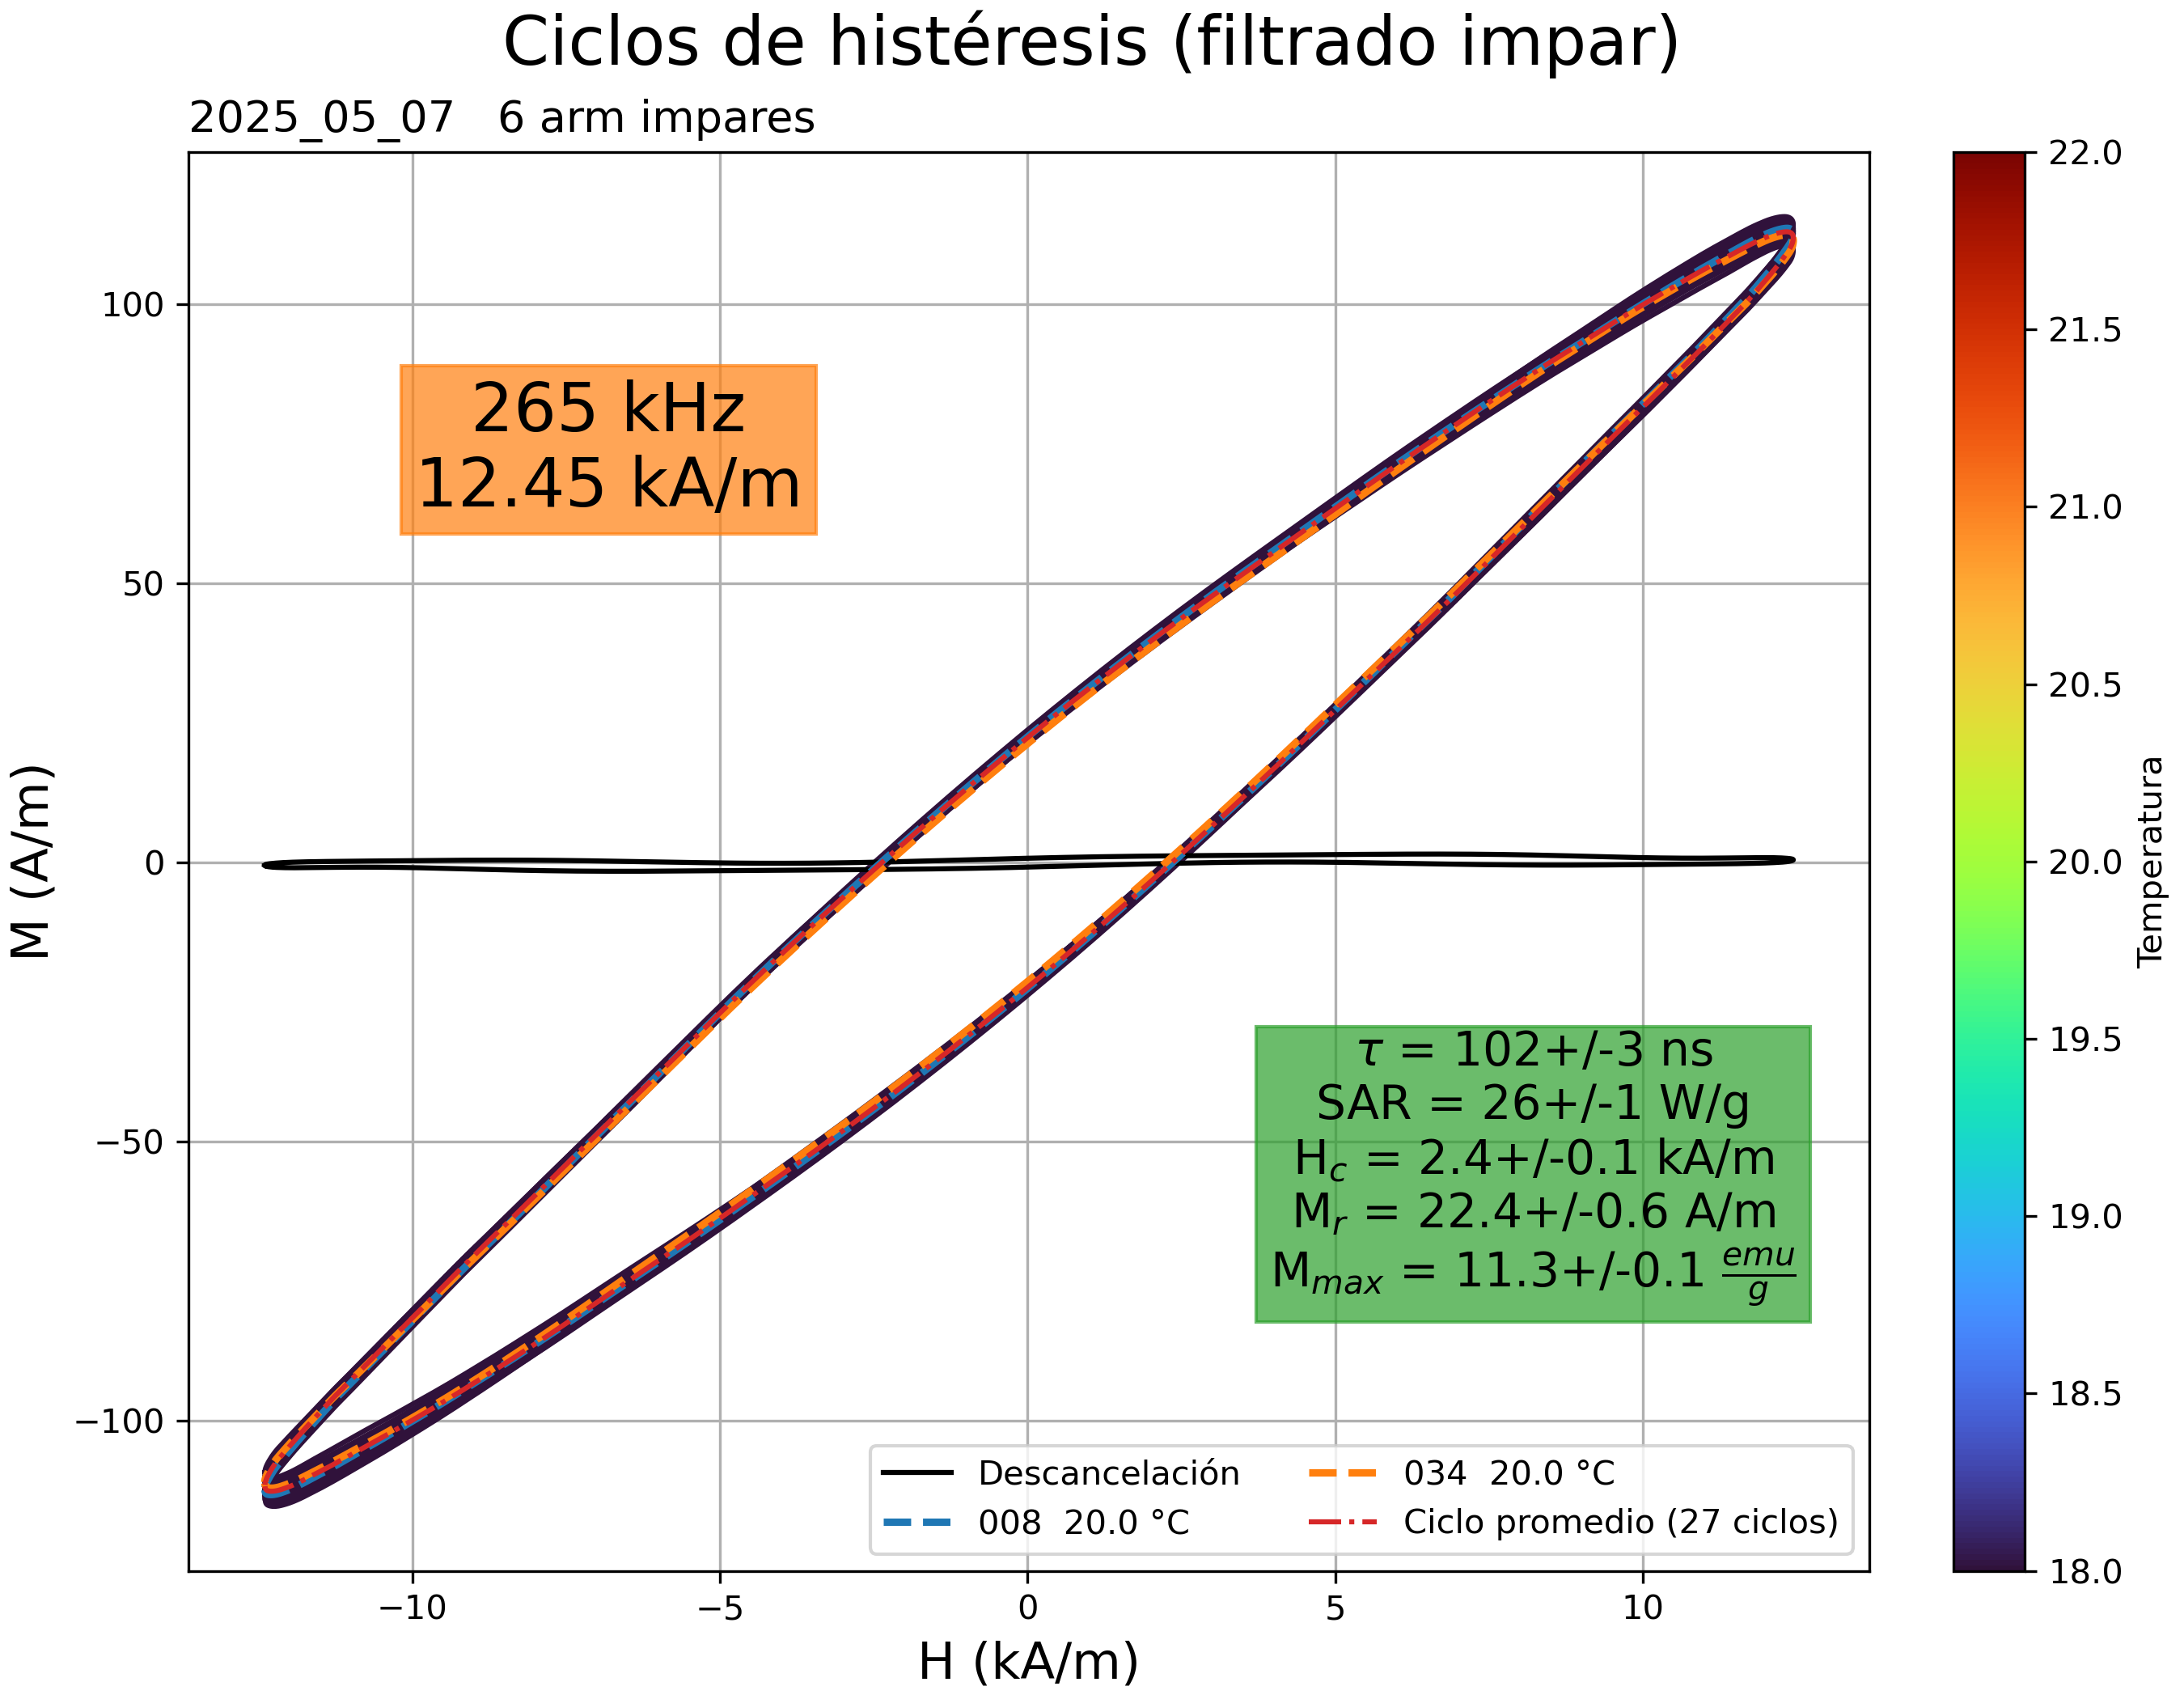 Ciclos de histéresis (filtrado impar)
2025_05_07   6 arm impares
M (A/m)
100
50
0
−50
−100
265 kHz
12.45 kA/m
τ = 102+/-3 ns
SAR = 26+/-1 W/g
H_c = 2.4+/-0.1 kA/m
M_r = 22.4+/-0.6 A/m
M_max = 11.3+/-0.1 emu/g
Descancelación
008  20.0 °C
034  20.0 °C
Ciclo promedio (27 ciclos)
−10
−5
0
5
10
H (kA/m)
22.0
21.5
21.0
20.5
20.0
19.5
19.0
18.5
18.0
Temperatura